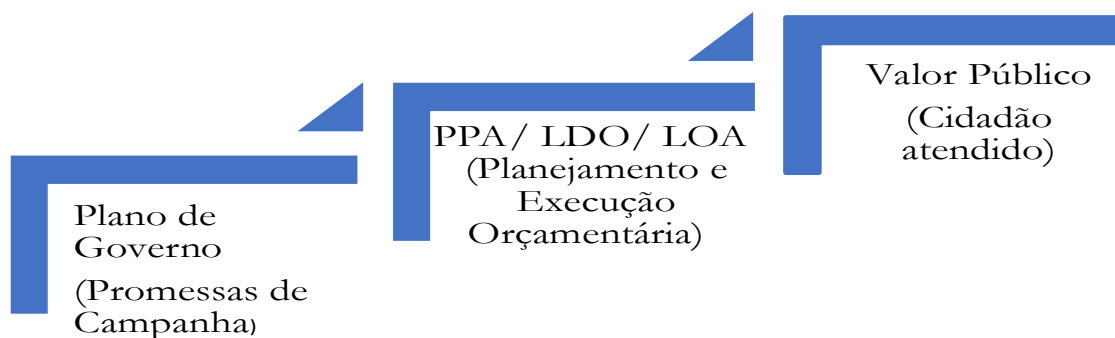 Plano de
Governo
(Promessas de
Campanha)
PPA/ LDO/ LOA
(Planejamento e
Execução
Orçamentária)
Valor Público
(Cidadão
atendido)